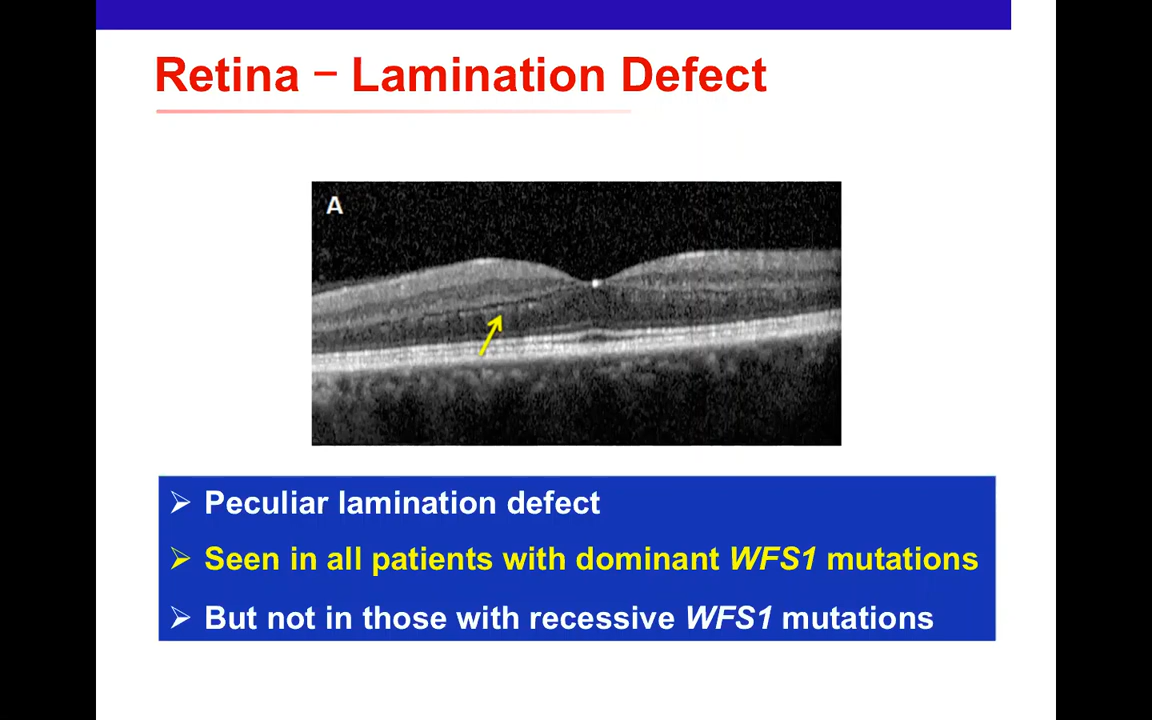 Retina − Lamination Defect
A
➢ Peculiar lamination defect
➢ Seen in all patients with dominant WFS1 mutations
➢ But not in those with recessive WFS1 mutations